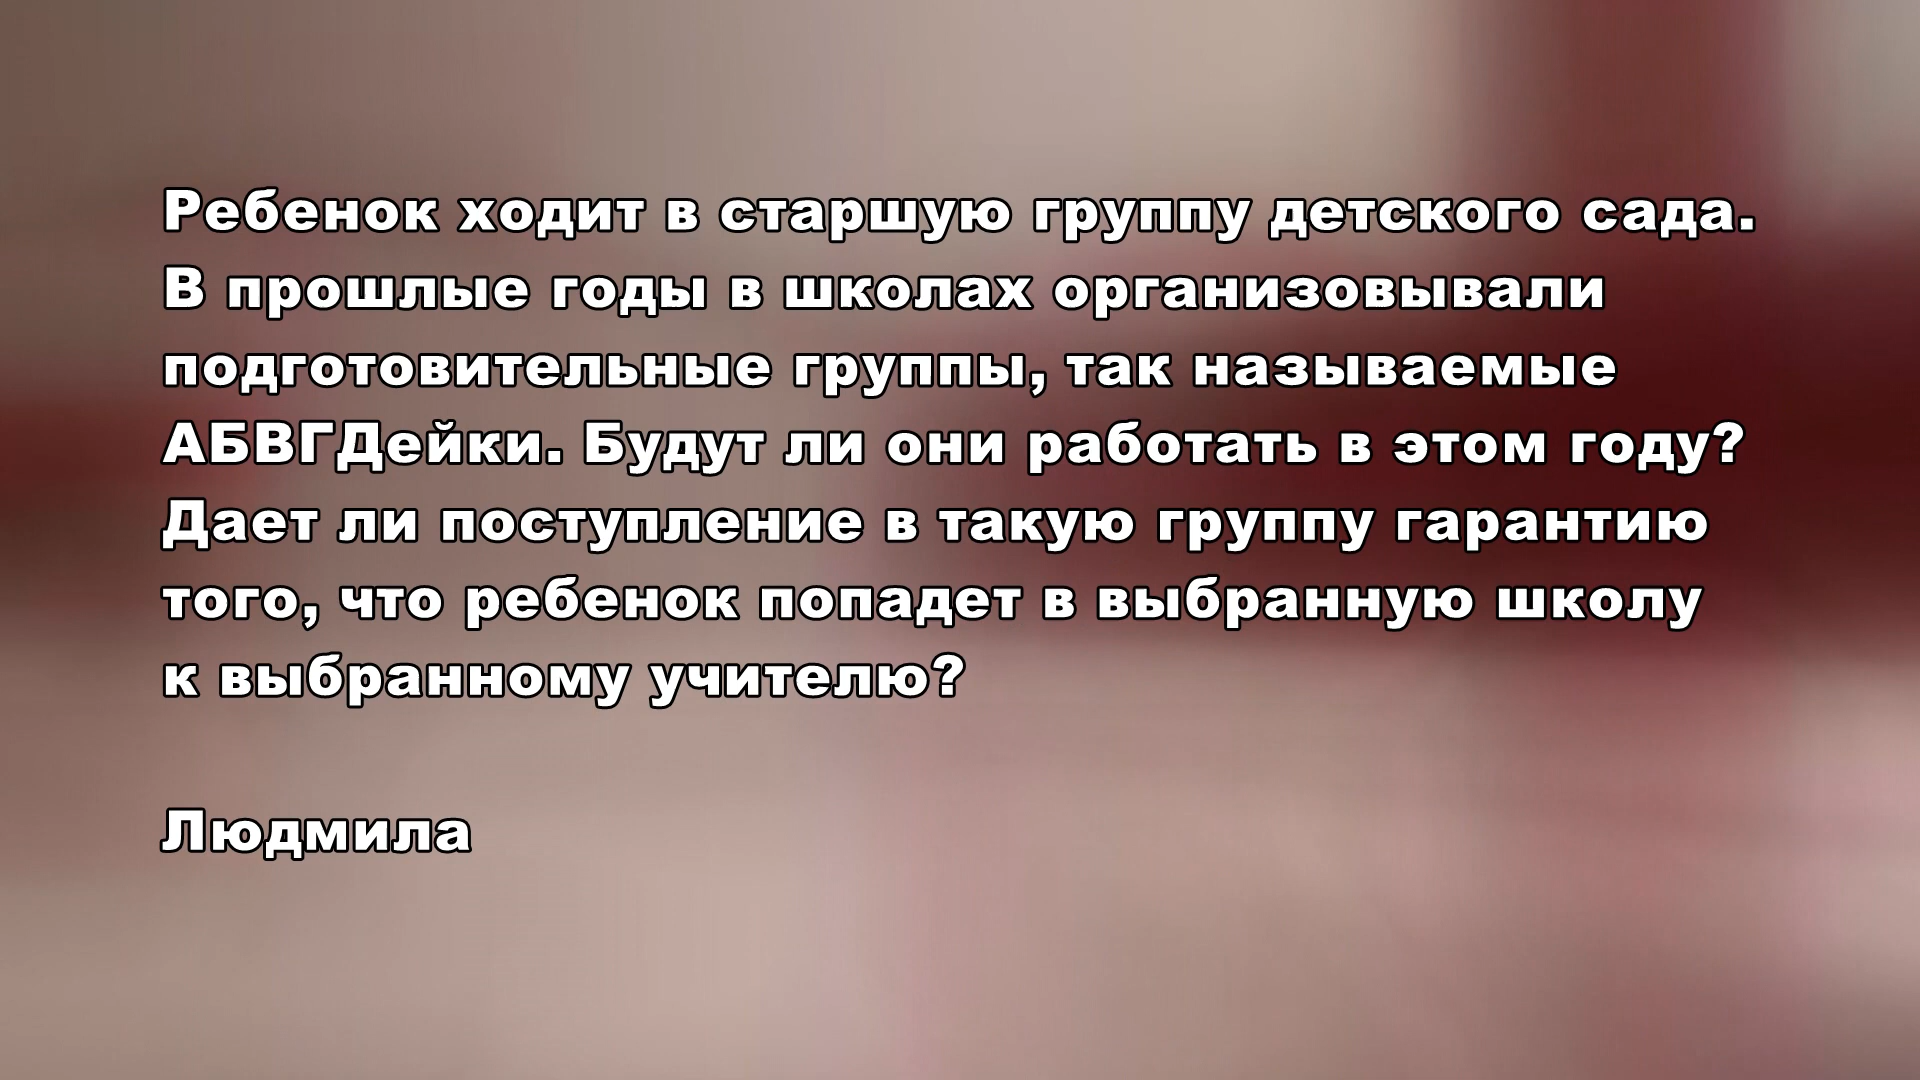 Ребенок ходит в старшую группу детского сада.
В прошлые годы в школах организовывали
подготовительные группы, так называемые
АБВГДейки. Будут ли они работать в этом году?
Дает ли поступление в такую группу гарантию
того, что ребенок попадет в выбранную школу
к выбранному учителю?
Людмила